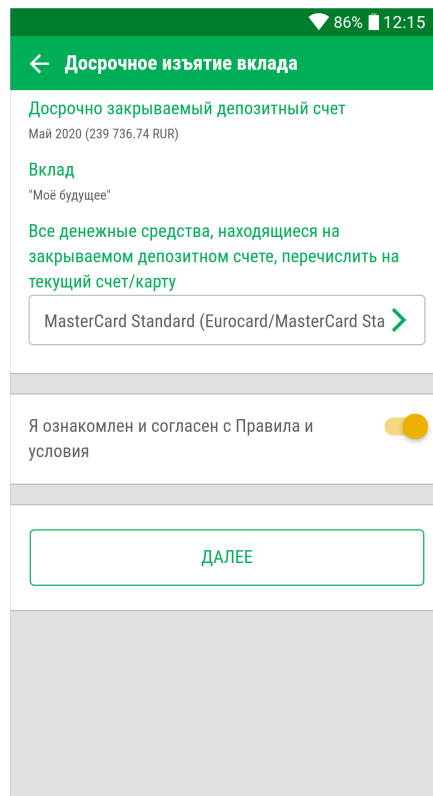 86% 12:15
Досрочное изъятие вклада
Досрочно закрываемый депозитный счет
Май 2020 (239 736.74 RUR)
Вклад
"Моё будущее"
Все денежные средства, находящиеся на
закрываемом депозитном счете, перечислить на
текущий счет/карту
MasterCard Standard (Eurocard/MasterCard Sta
Я ознакомлен и согласен с Правила и
условия
ДАЛЕЕ